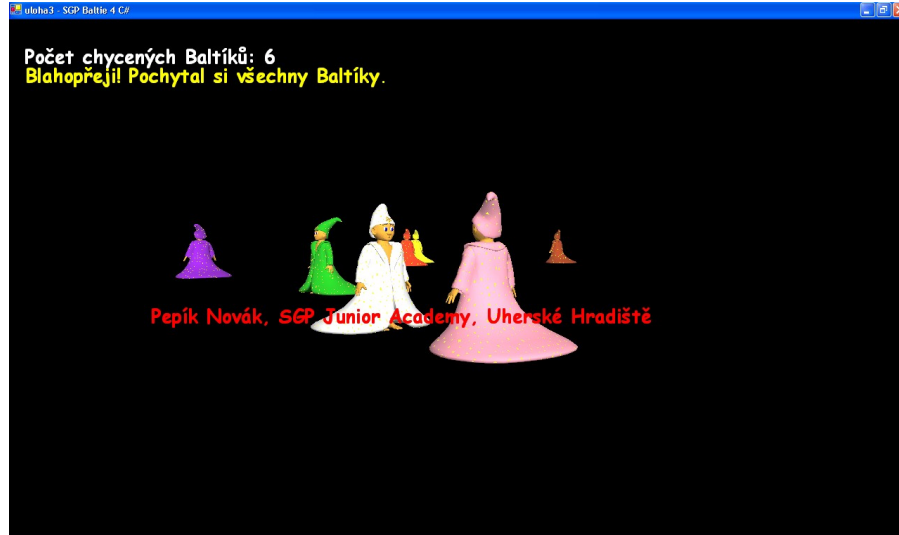 uloha3 - SGP Baltie 4 C#
Počet chycených Baltíků: 6
Blahopřeji! Pochytal si všechny Baltíky.
Pepík Novák, SGP Junior Academy, Uherské Hradiště